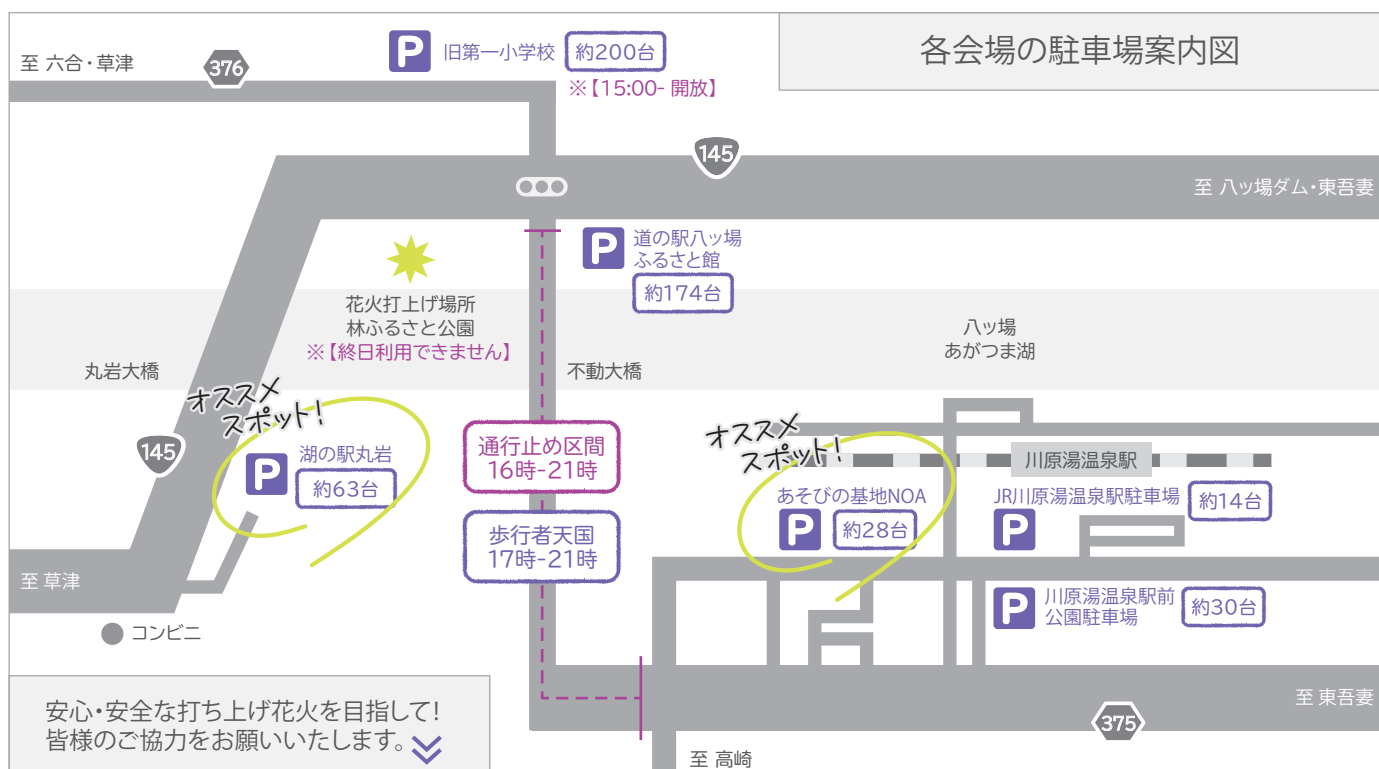 各会場の駐車場案内図
至 六合・草津
376
P 旧第一小学校 約200台
※【15:00- 開放】
145
至 八ッ場ダム・東吾妻
P 道の駅八ッ場
ふるさと館
約174台
花火打上げ場所
林ふるさと公園
※【終日利用できません】
八ッ場
あがつま湖
丸岩大橋
不動大橋
オススメ
スポット!
145
P 湖の駅丸岩
約63台
通行止め区間
16時-21時
歩行者天国
17時-21時
オススメ
スポット!
あそびの基地NOA
P 約28台
川原湯温泉駅
JR川原湯温泉駅駐車場 約14台
P
P 川原湯温泉駅前
公園駐車場
約30台
至 草津
コンビニ
至 東吾妻
375
至 高崎
安心・安全な打ち上げ花火を目指して!
皆様のご協力をお願いいたします。